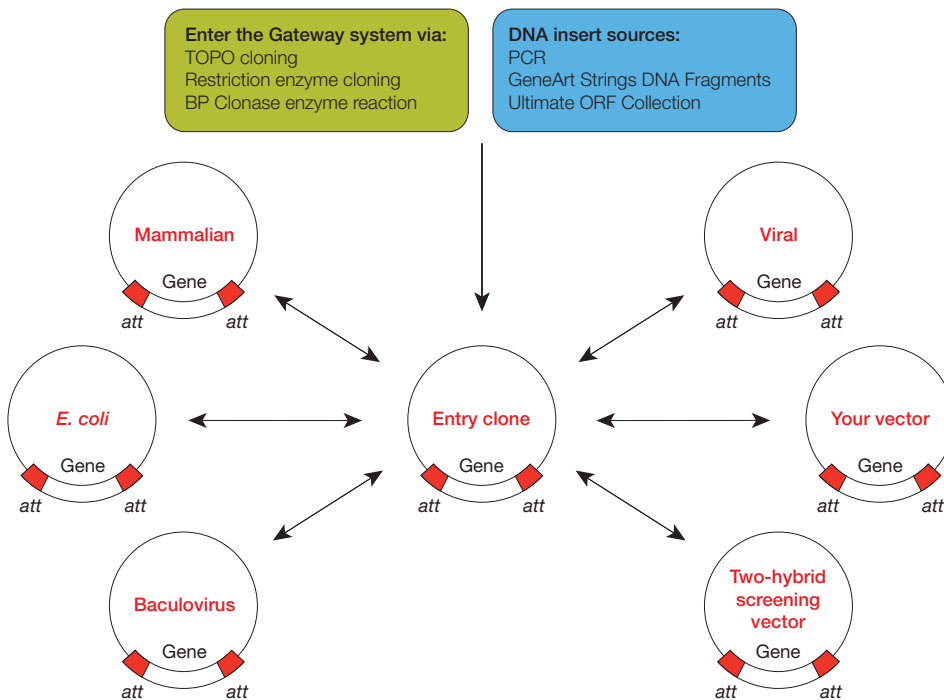 Enter the Gateway system via:
TOPO cloning
Restriction enzyme cloning
BP Clonase enzyme reaction
DNA insert sources:
PCR
GeneArt Strings DNA Fragments
Ultimate ORF Collection
Mammalian
Gene
att
att
Viral
Gene
att
att
E. coli
Gene
att
att
Entry clone
Gene
att
att
Your vector
Gene
att
att
Baculovirus
Gene
att
att
Two-hybrid
screening
vector
Gene
att
att